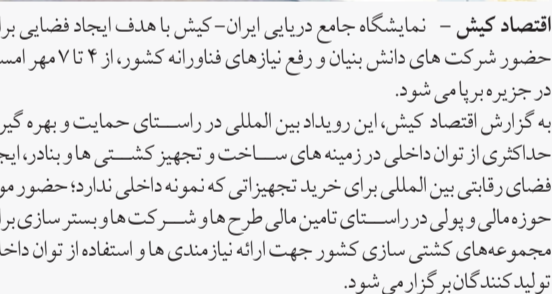 اقتصاد کیش – نمایشگاه جامع دریایی ایران-کیش با هدف ایجاد فضایی برا
حضور شرکت های دانش بنیان و رفع نیازهای فناورانه کشور، از ۴ تا ۷ مهر امسا
در جزیره برپا می شود.
به گزارش اقتصاد کیش، این رویداد بین المللی در راستای حمایت و بهره گیر
حداکثری از توان داخلی در زمینه های ساخت و تجهیز کشتی ها و بنادر، ایج
فضای رقابتی بین المللی برای خرید تجهیزاتی که نمونه داخلی ندارد؛ حضور مو
حوزه مالی و پولی در راستای تامین مالی طرح ها و شرکت ها و بستر سازی برا
مجموعه‌های کشتی سازی کشور جهت ارائه نیازمندی ها و استفاده از توان داخل
تولیدکنندگان برگزار می شود.